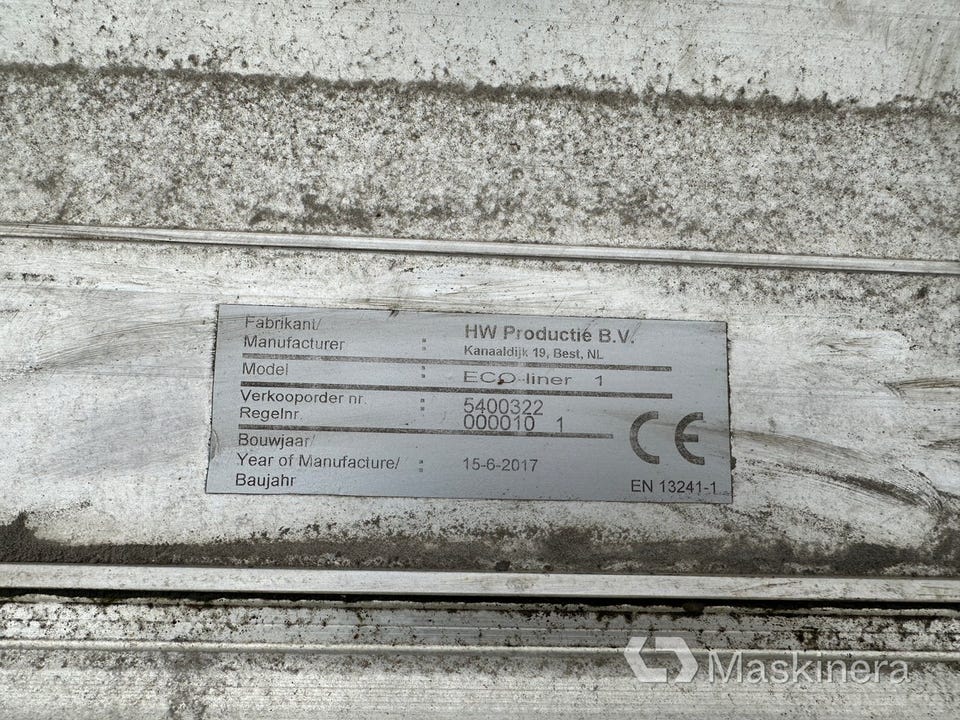 Fabrikant/
Manufacturer : HW Productie B.V.
Kanaaldijk 19, Best, NL
Model : ECO-liner 1
Verkooporder nr. : 5400322
Regelnr. : 000010 1
Bouwjaar/
Year of Manufacture/ : 15-6-2017
Baujahr
CE
EN 13241-1
Maskinera